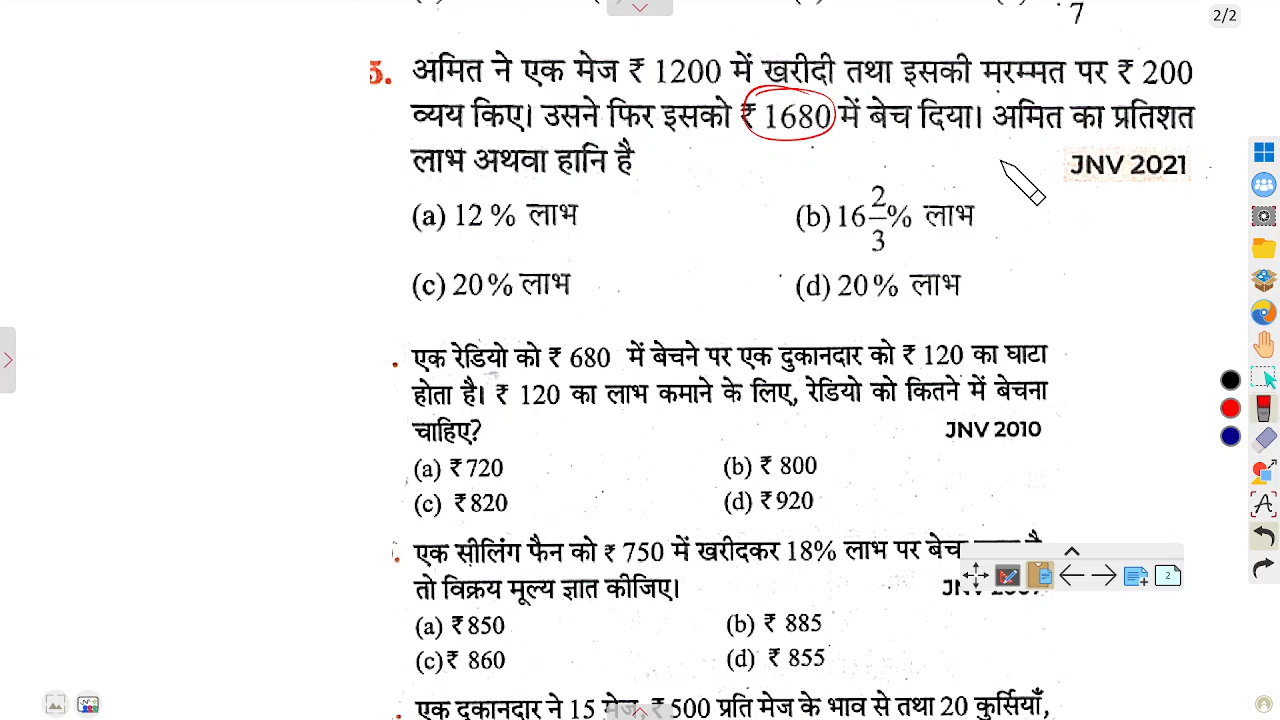 2/2
7
5. अमित ने एक मेज ₹ 1200 में खरीदी तथा इसकी मरम्मत पर ₹ 200
व्यय किए। उसने फिर इसको ₹ 1680 में बेच दिया। अमित का प्रतिशत
लाभ अथवा हानि है JNV 2021
(a) 12 % लाभ (b) 16 2/3 % लाभ
(c) 20 % लाभ (d) 20 % लाभ
एक रेडियो को ₹ 680 में बेचने पर एक दुकानदार को ₹ 120 का घाटा
होता है। ₹ 120 का लाभ कमाने के लिए, रेडियो को कितने में बेचना
चाहिए? JNV 2010
(a) ₹ 720 (b) ₹ 800
(c) ₹ 820 (d) ₹ 920
एक सीलिंग फैन को ₹ 750 में खरीदकर 18% लाभ पर बेच
तो विक्रय मूल्य ज्ञात कीजिए।
(a) ₹ 850 (b) ₹ 885
(c) ₹ 860 (d) ₹ 855
एक दुकानदार ने 15 मेज, ₹ 500 प्रति मेज के भाव से तथा 20 कुर्सियाँ,
2